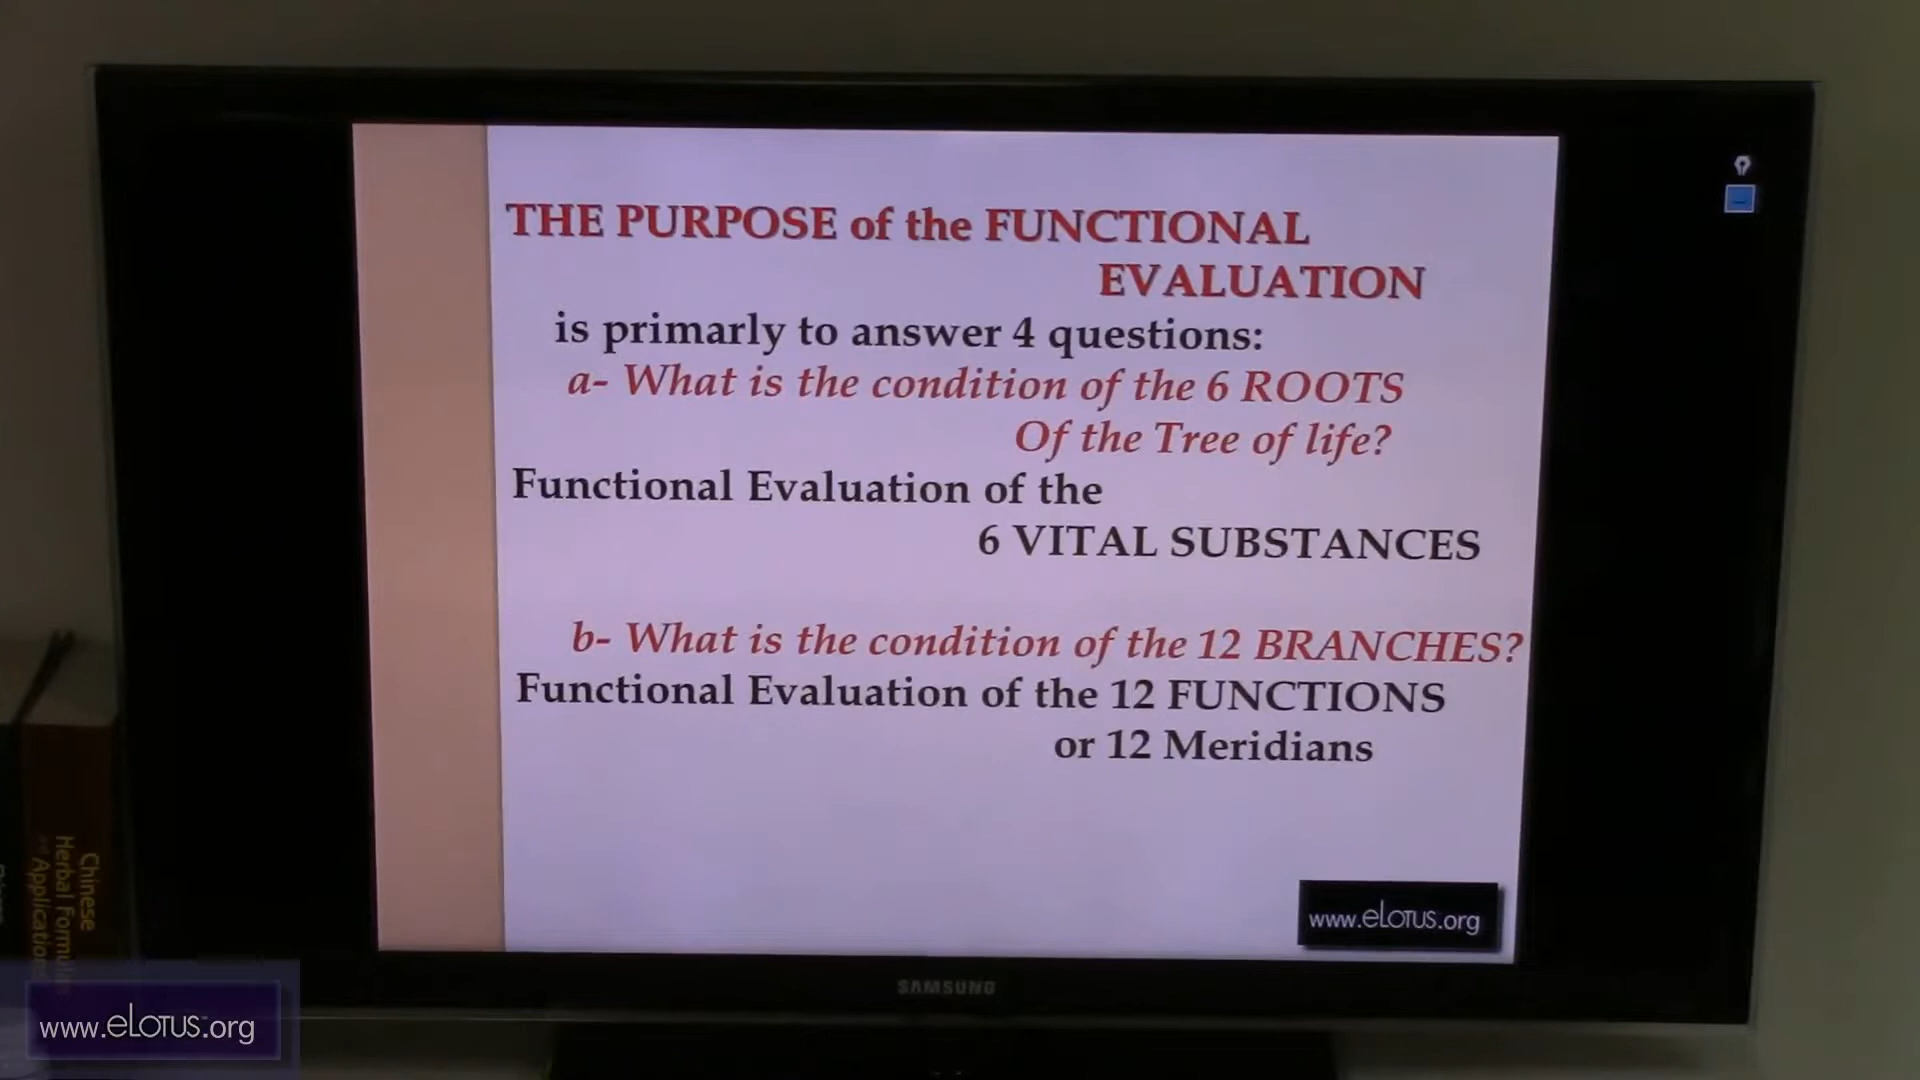 THE PURPOSE of the FUNCTIONAL
EVALUATION
is primarly to answer 4 questions:
a- What is the condition of the 6 ROOTS
Of the Tree of life?
Functional Evaluation of the
6 VITAL SUBSTANCES
b- What is the condition of the 12 BRANCHES?
Functional Evaluation of the 12 FUNCTIONS
or 12 Meridians
www.eLOTUS.org
SAMSUNG
Chinese
Herbal
Applications
www.eLOTUS.org